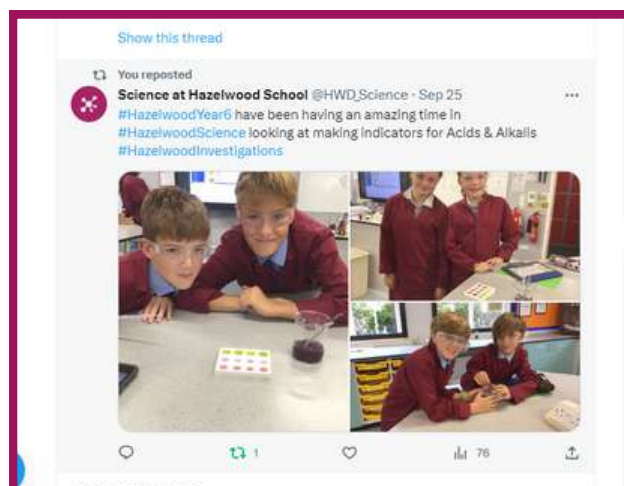 Show this thread
You reposted
Science at Hazelwood School @HWD_Science · Sep 25
#HazelwoodYear6 have been having an amazing time in
#HazelwoodScience looking at making indicators for Acids & Alkalis
#HazelwoodInvestigations
1
76